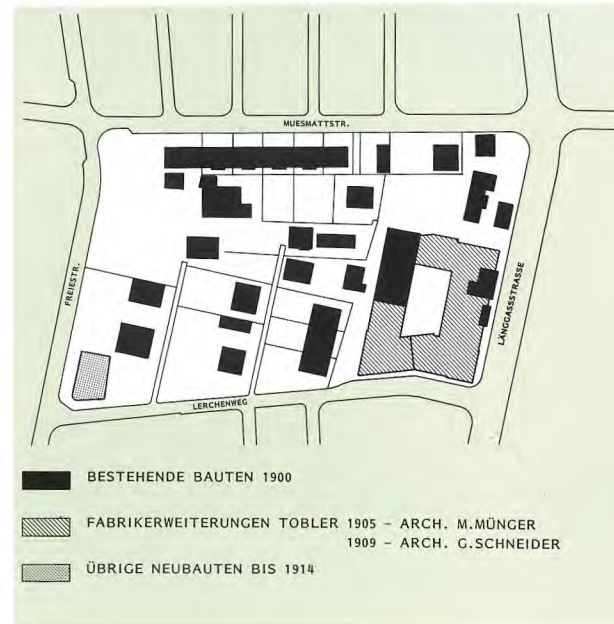 MUESMATTSTR.
FREIESTR.
LÄNGGASSSTRASSE
LERCHENWEG
BESTEHENDE BAUTEN 1900
FABRIKERWEITERUNGEN TOBLER 1905 - ARCH. M.MÜNGER
1909 - ARCH. G.SCHNEIDER
ÜBRIGE NEUBAUTEN BIS 1914